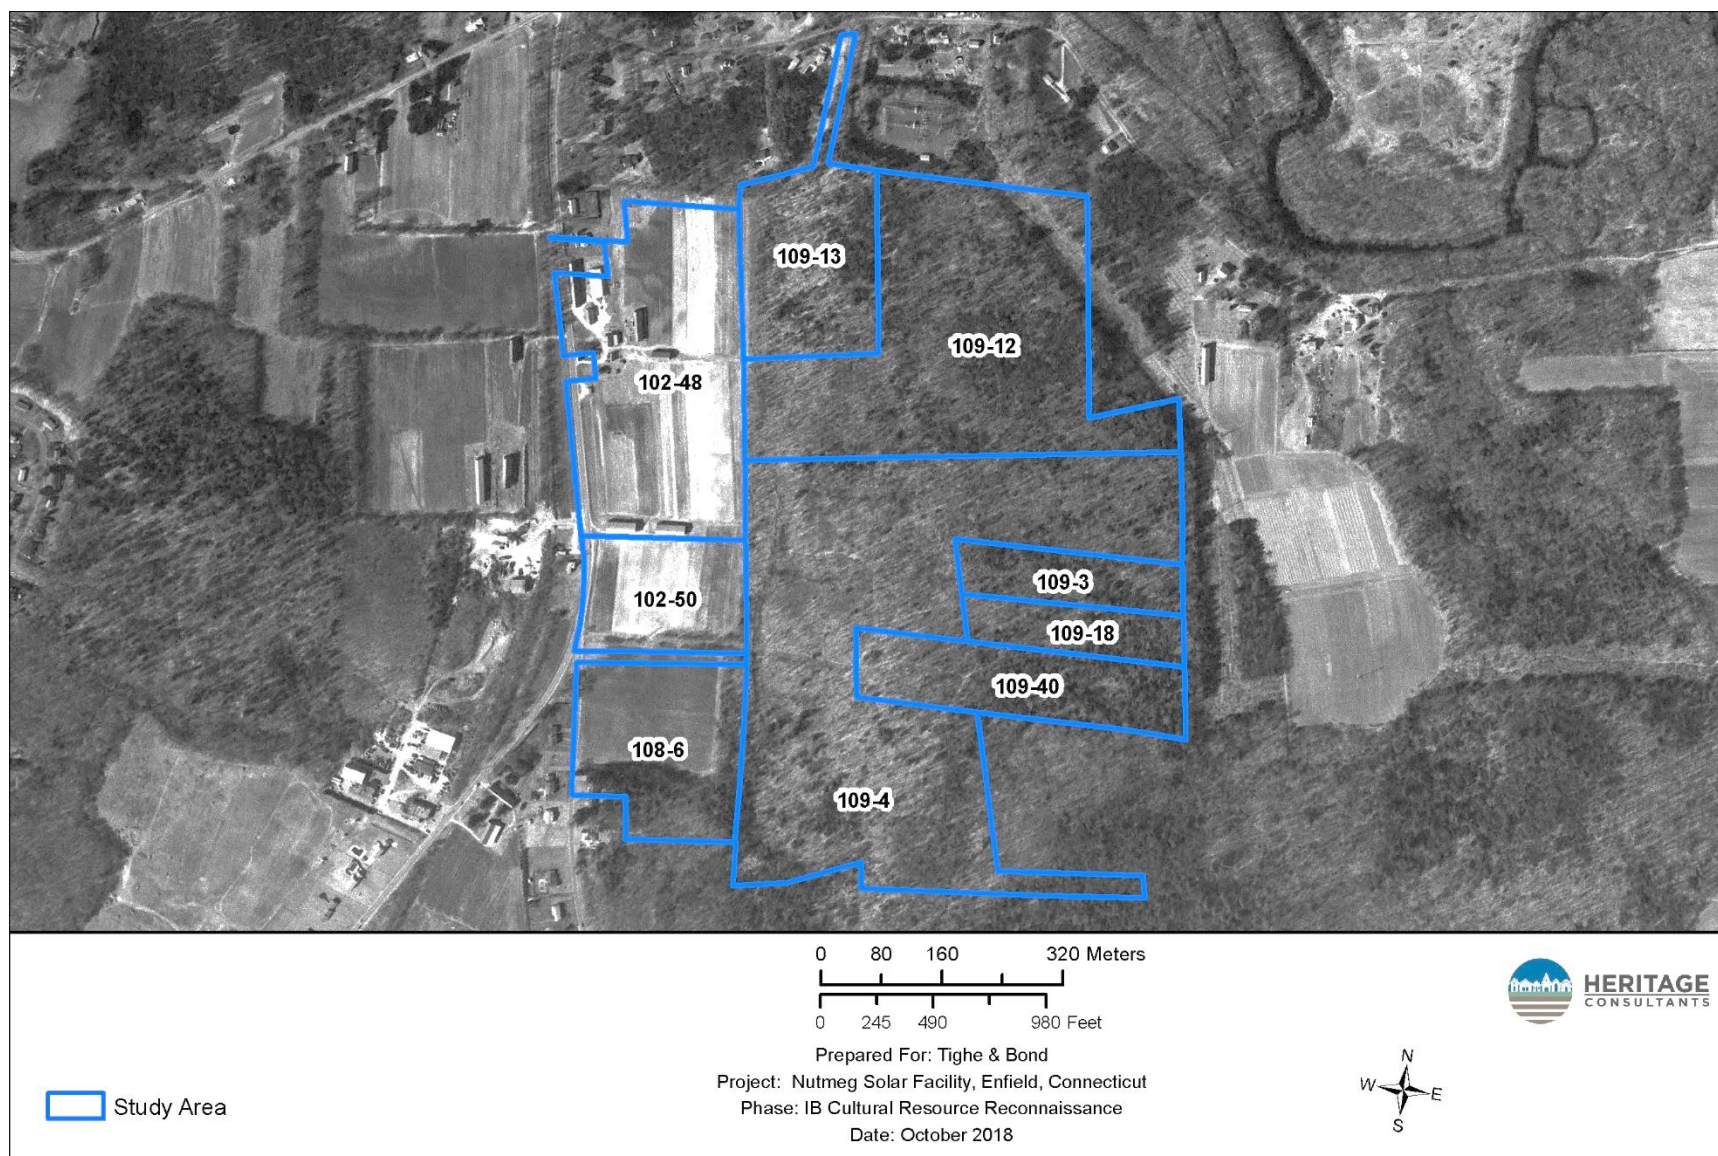 109-13
109-12
102-48
109-3
102-50
109-18
109-40
108-6
109-4
0 80 160 320 Meters
0 245 490 980 Feet
HERITAGE
CONSULTANTS
Prepared For: Tighe & Bond
Project: Nutmeg Solar Facility, Enfield, Connecticut
Phase: IB Cultural Resource Reconnaissance
Date: October 2018
Study Area
N
W E
S